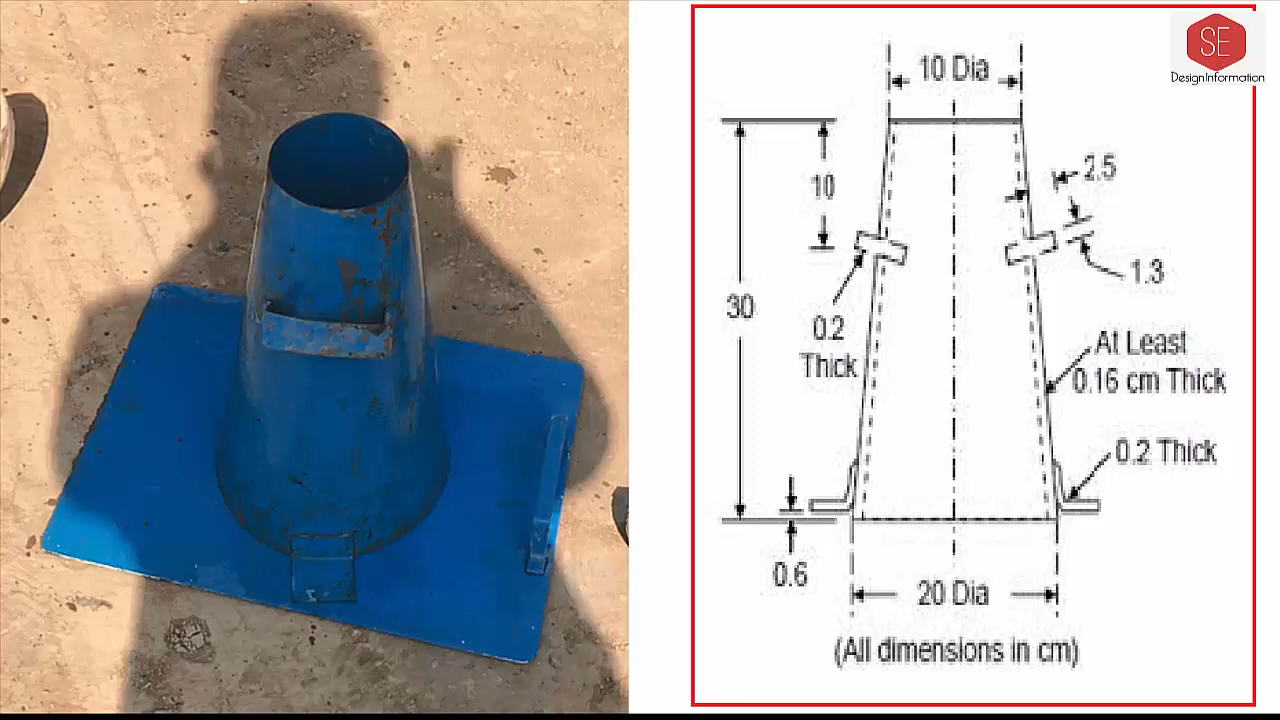 SE
DesignInformation
10 Dia
10
2.5
1.3
30
0.2
Thick
At Least
0.16 cm Thick
0.2 Thick
0.6
20 Dia
(All dimensions in cm)